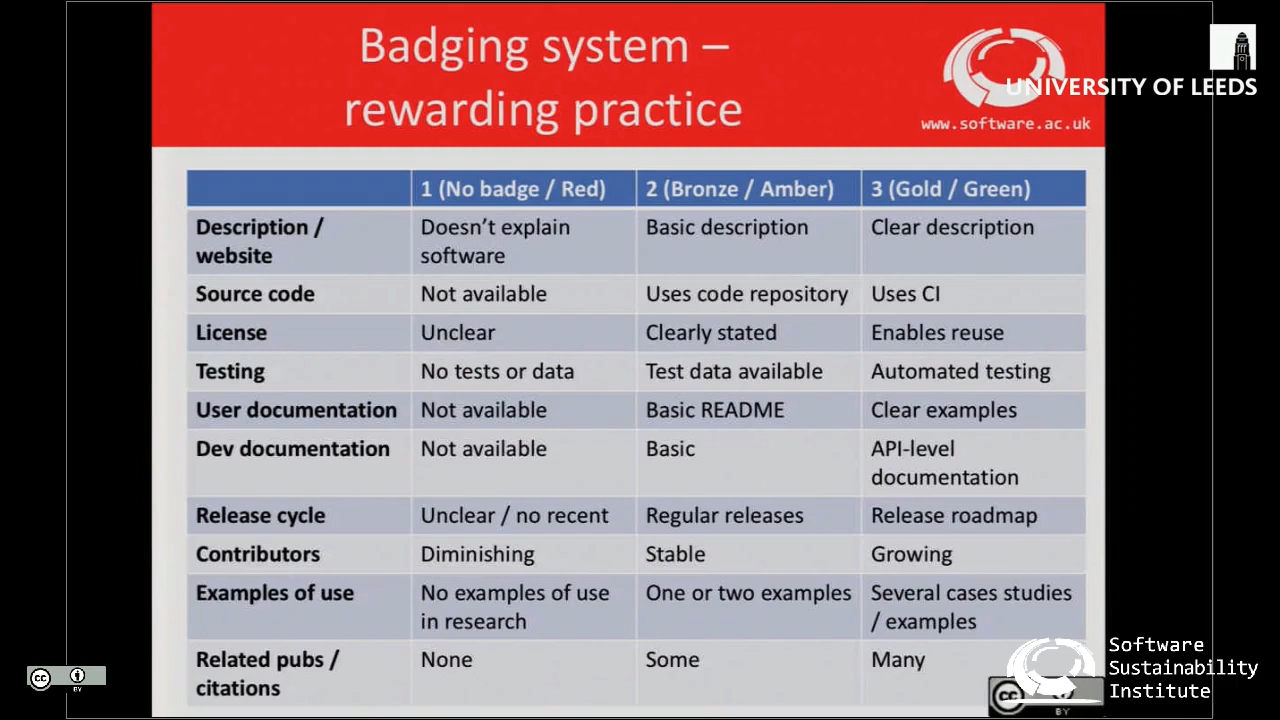 Badging system –
rewarding practice
UNIVERSITY OF LEEDS
www.software.ac.uk
1 (No badge / Red) 2 (Bronze / Amber) 3 (Gold / Green)
Description / Doesn't explain Basic description Clear description
website software
Source code Not available Uses code repository Uses CI
License Unclear Clearly stated Enables reuse
Testing No tests or data Test data available Automated testing
User documentation Not available Basic README Clear examples
Dev documentation Not available Basic API-level
documentation
Release cycle Unclear / no recent Regular releases Release roadmap
Contributors Diminishing Stable Growing
Examples of use No examples of use One or two examples Several cases studies
in research / examples
Related pubs / None Some Many
citations
Software
Sustainability
Institute
cc
BY
cc
BY